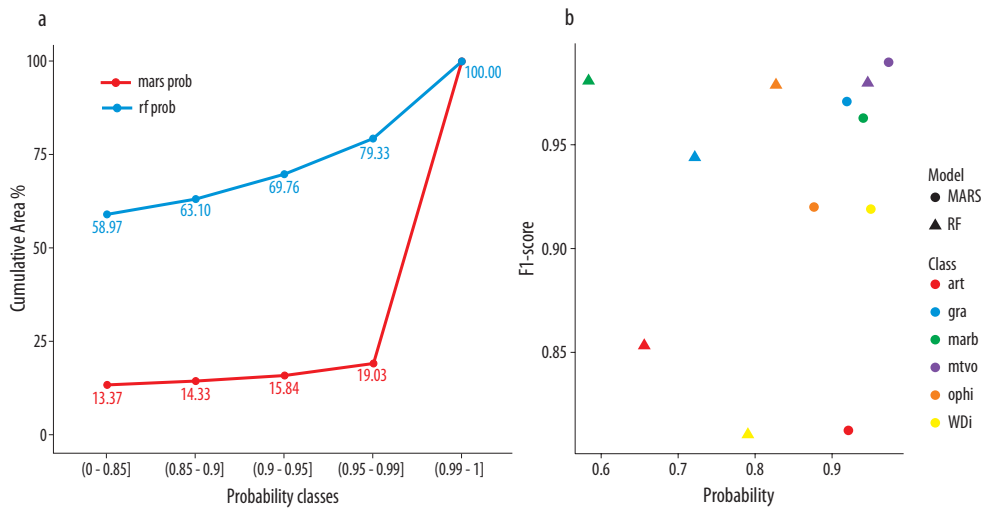 a
Cumulative Area %
100
75
50
25
0
mars prob
rf prob
100.00
79.33
69.76
63.10
58.97
19.03
15.84
14.33
13.37
(0 - 0.85]
(0.85 - 0.9]
(0.9 - 0.95]
(0.95 - 0.99]
(0.99 - 1]
Probability classes
b
F1-score
0.95
0.90
0.85
0.6
0.7
0.8
0.9
Probability
Model
MARS
RF
Class
art
gra
marb
mtvo
ophi
WDi